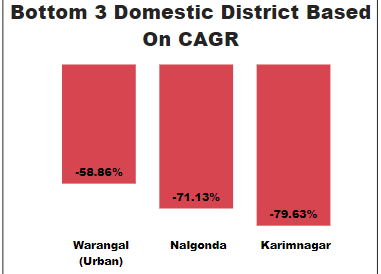 Bottom 3 Domestic District Based
On CAGR
-58.86%
-71.13%
-79.63%
Warangal
(Urban)
Nalgonda
Karimnagar